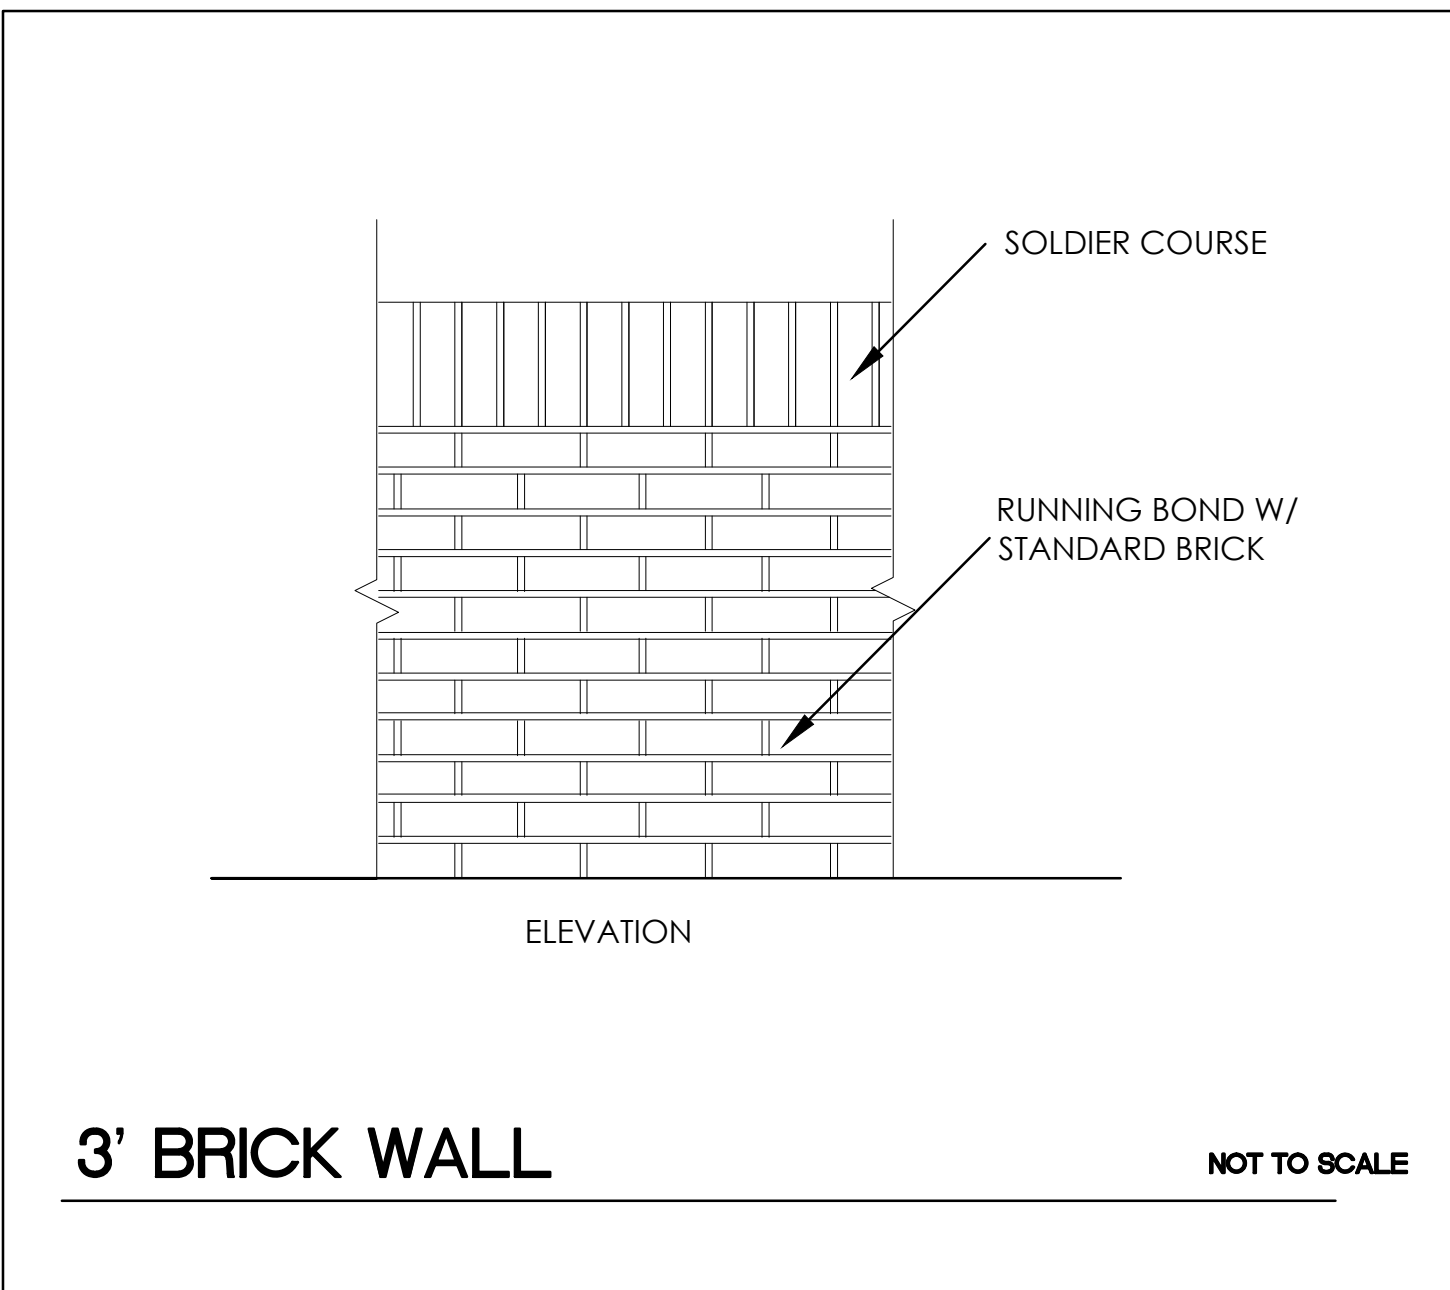 SOLDIER COURSE
RUNNING BOND W/
STANDARD BRICK
ELEVATION
3' BRICK WALL
NOT TO SCALE